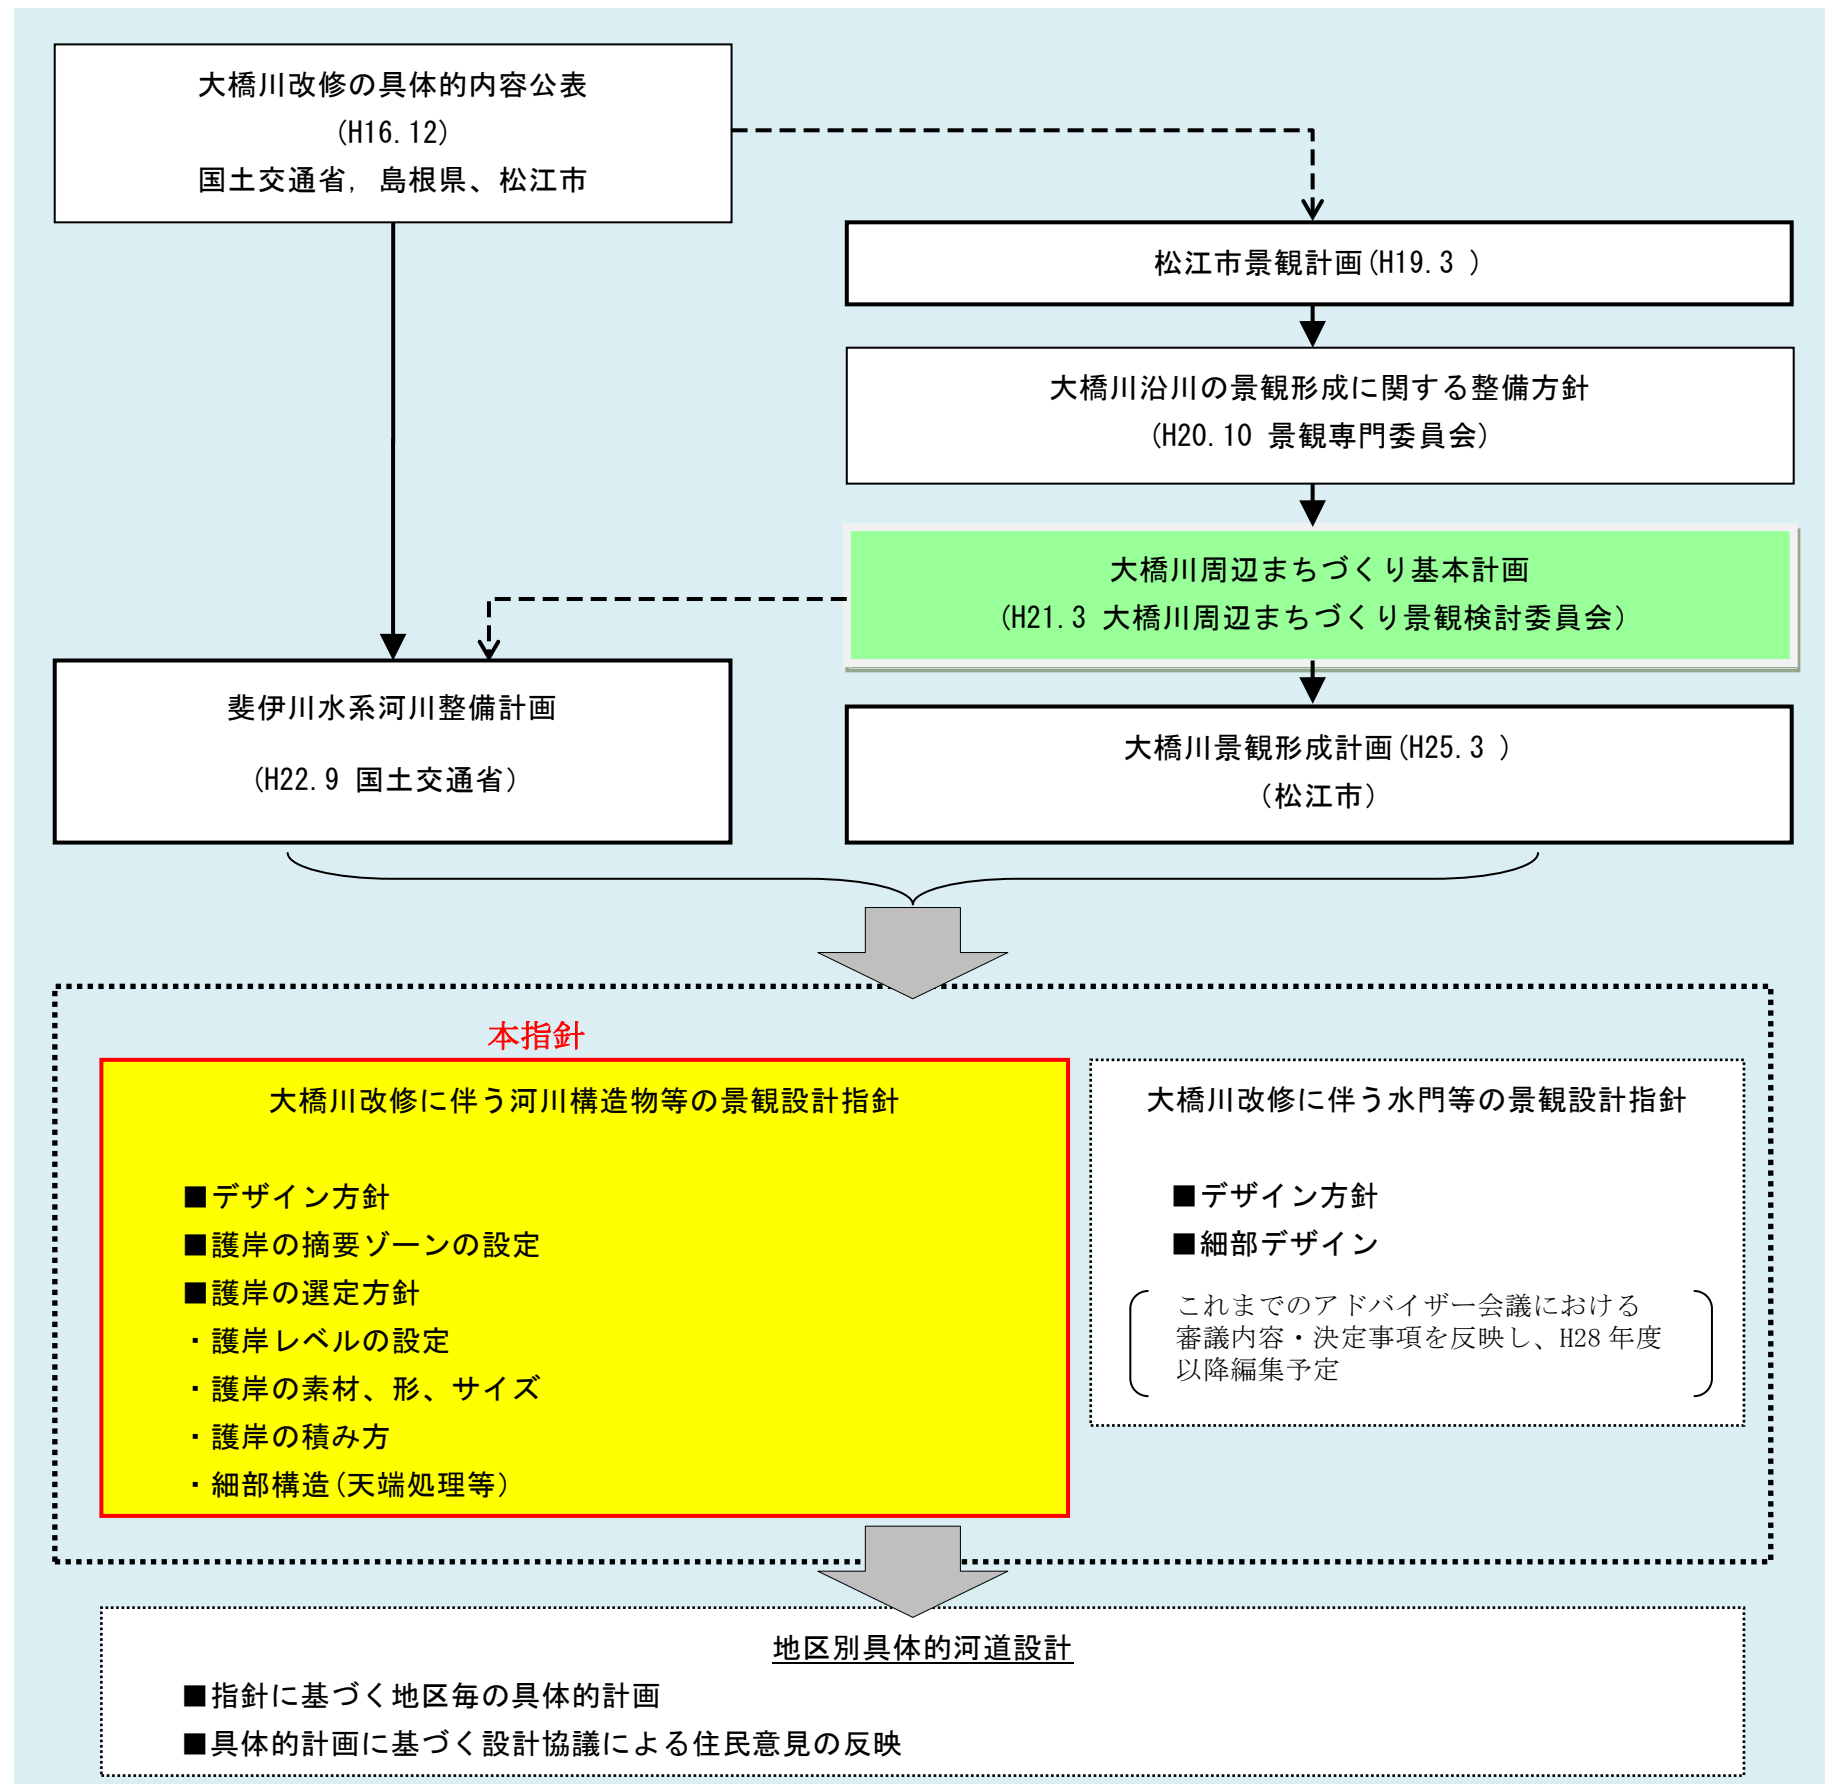 大橋川改修の具体的内容公表
(H16.12)
国土交通省, 島根県、松江市
松江市景観計画(H19.3 )
大橋川沿川の景観形成に関する整備方針
(H20.10 景観専門委員会)
大橋川周辺まちづくり基本計画
(H21.3 大橋川周辺まちづくり景観検討委員会)
斐伊川水系河川整備計画
(H22.9 国土交通省)
大橋川景観形成計画(H25.3 )
(松江市)
本指針
大橋川改修に伴う河川構造物等の景観設計指針
■デザイン方針
■護岸の摘要ゾーンの設定
■護岸の選定方針
・護岸レベルの設定
・護岸の素材、形、サイズ
・護岸の積み方
・細部構造(天端処理等)
大橋川改修に伴う水門等の景観設計指針
■デザイン方針
■細部デザイン
これまでのアドバイザー会議における
審議内容・決定事項を反映し、H28年度
以降編集予定
地区別具体的河道設計
■指針に基づく地区毎の具体的計画
■具体的計画に基づく設計協議による住民意見の反映